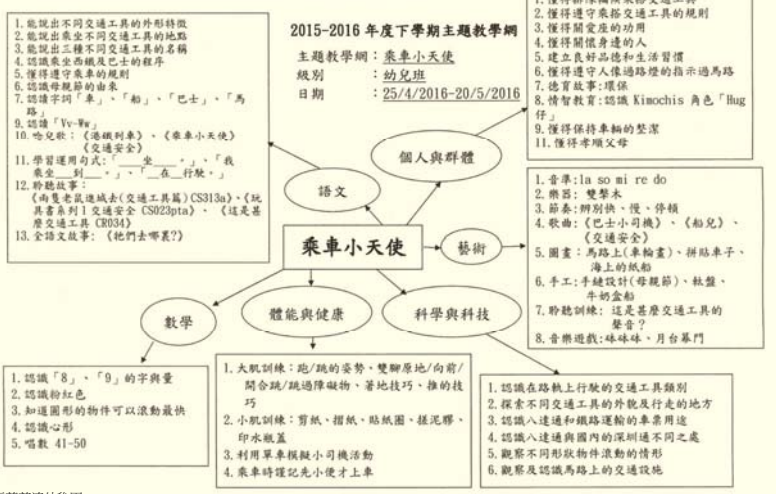 2015-2016 年度下學期主題教學網
主題教學網：乘車小天使
級別：幼兒班
日期：25/4/2016-20/5/2016
1. 能說出不同交通工具的外形特徵
2. 能說出乘坐不同交通工具的地點
3. 能說出三種不同交通工具的名稱
4. 認識乘坐西鐵及巴士的程序
5. 懂得遵守乘車的規則
6. 認識母親節的由來
7. 認讀字詞「車」、「船」、「巴士」、「馬
路」
9. 認讀「Vv-Ww」
10. 唸兒歌：《港鐵列車》、《乘車小天使》
《交通安全》
11. 學習運用句式：「____坐____。」、「我
乘坐__到__。」、「__在__行駛。」
12. 聆聽故事：
《兩隻老鼠進城去(交通工具篇) CS313a》、《玩
具書系列 1 交通安全 CS023pta》、《這是甚
麼交通工具 CR034》
13. 全語文故事：《牠們去哪裏?》
語文
個人與群體
2. 懂得遵守乘搭交通工具的規則
3. 懂得關愛座的功用
4. 懂得關懷身邊的人
5. 建立良好品德和生活習慣
6. 懂得遵守人像過路燈的指示過馬路
7. 德育故事：環保
8. 情智教育：認識 Kimochis 角色「Hug
仔」
9. 懂得保持車輛的整潔
11. 懂得孝順父母
乘車小天使
藝術
1. 音準:la so mi re do
2. 樂器：雙擊木
3. 節奏：辨別快、慢、停頓
4. 歌曲：《巴士小司機》、《船兒》、
《交通安全》
5. 圖畫：馬路上(車輪畫)、拼貼車子、
海上的紙船
6. 手工：手鏈設計(母親節)、軚盤、
牛奶盒船
7. 聆聽訓練：這是甚麼交通工具的
聲音？
8. 音樂遊戲：砵砵砵、月台幕門
數學
體能與健康
科學與科技
1. 認識「8」、「9」的字與量
2. 認識粉紅色
3. 知道圓形的物件可以滾動最快
4. 認識心形
5. 唱數 41-50
1. 大肌訓練：跑/跳的姿勢、雙腳原地/向前/
開合跳/跳過障礙物、著地技巧、推的技
巧
2. 小肌訓練：剪紙、摺紙、貼紙圈、搓泥膠、
印水瓶蓋
3. 利用單車模擬小司機活動
4. 乘車時謹記先小便才上車
1. 認識在路軌上行駛的交通工具類別
2. 探索不同交通工具的外貌及行走的地方
3. 認識八達通和鐵路運輸的車票用途
4. 認識八達通與國內的深圳通不同之處
5. 觀察不同形狀物件滾動的情形
6. 觀察及認識馬路上的交通設施